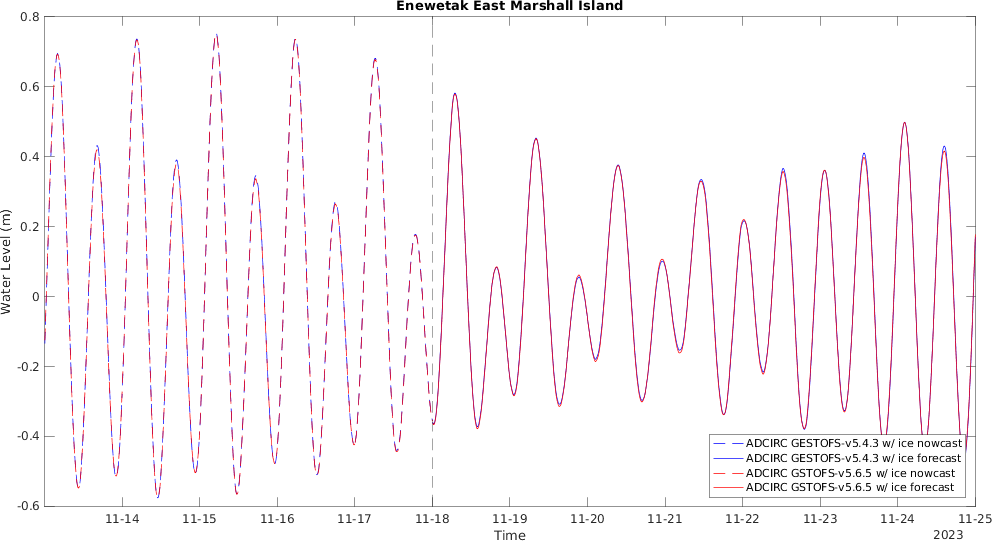 Enewetak East Marshall Island
0.8
0.6
0.4
0.2
0
-0.2
-0.4
-0.6
Water Level (m)
ADCIRC GESTOFS-v5.4.3 w/ ice nowcast
ADCIRC GESTOFS-v5.4.3 w/ ice forecast
ADCIRC GSTOFS-v5.6.5 w/ ice nowcast
ADCIRC GSTOFS-v5.6.5 w/ ice forecast
11-14 11-15 11-16 11-17 11-18 11-19 11-20 11-21 11-22 11-23 11-24 11-25
Time
2023